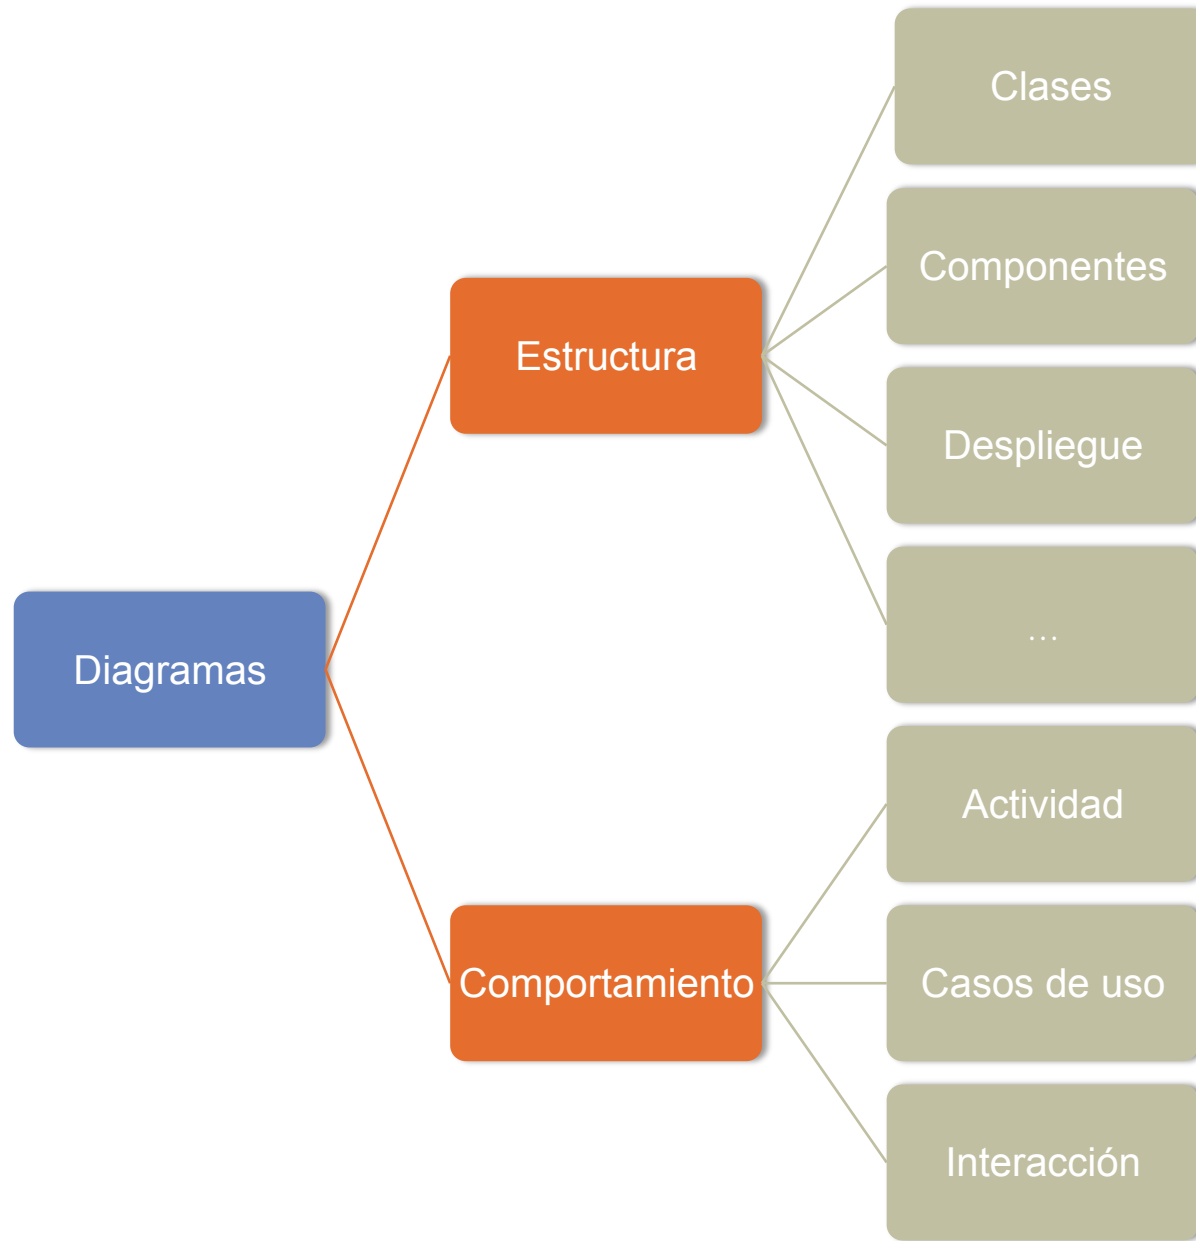 Clases
Componentes
Estructura
Despliegue
...
Diagramas
Actividad
Comportamiento
Casos de uso
Interacción